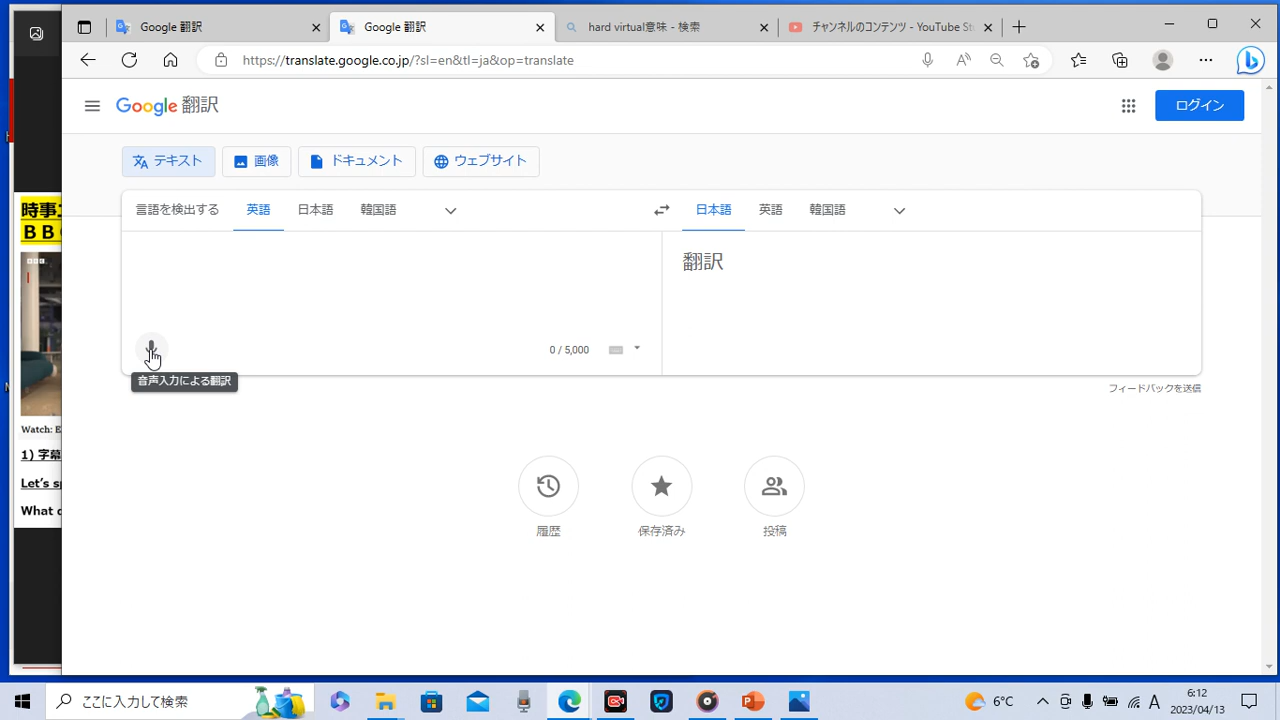 Google 翻訳
Google 翻訳
hard virtual意味 - 検索
チャンネルのコンテンツ - YouTube St
https://translate.google.co.jp/?sl=en&tl=ja&op=translate
Google 翻訳
ログイン
テキスト
画像
ドキュメント
ウェブサイト
言語を検出する
英語
日本語
韓国語
日本語
英語
韓国語
翻訳
0 / 5,000
音声入力による翻訳
フィードバックを送信
履歴
保存済み
投稿
時事
ＢＢ
Watch: E
1) 字幕
Let's s
What
ここに入力して検索
6°C
A
6:12
2023/04/13